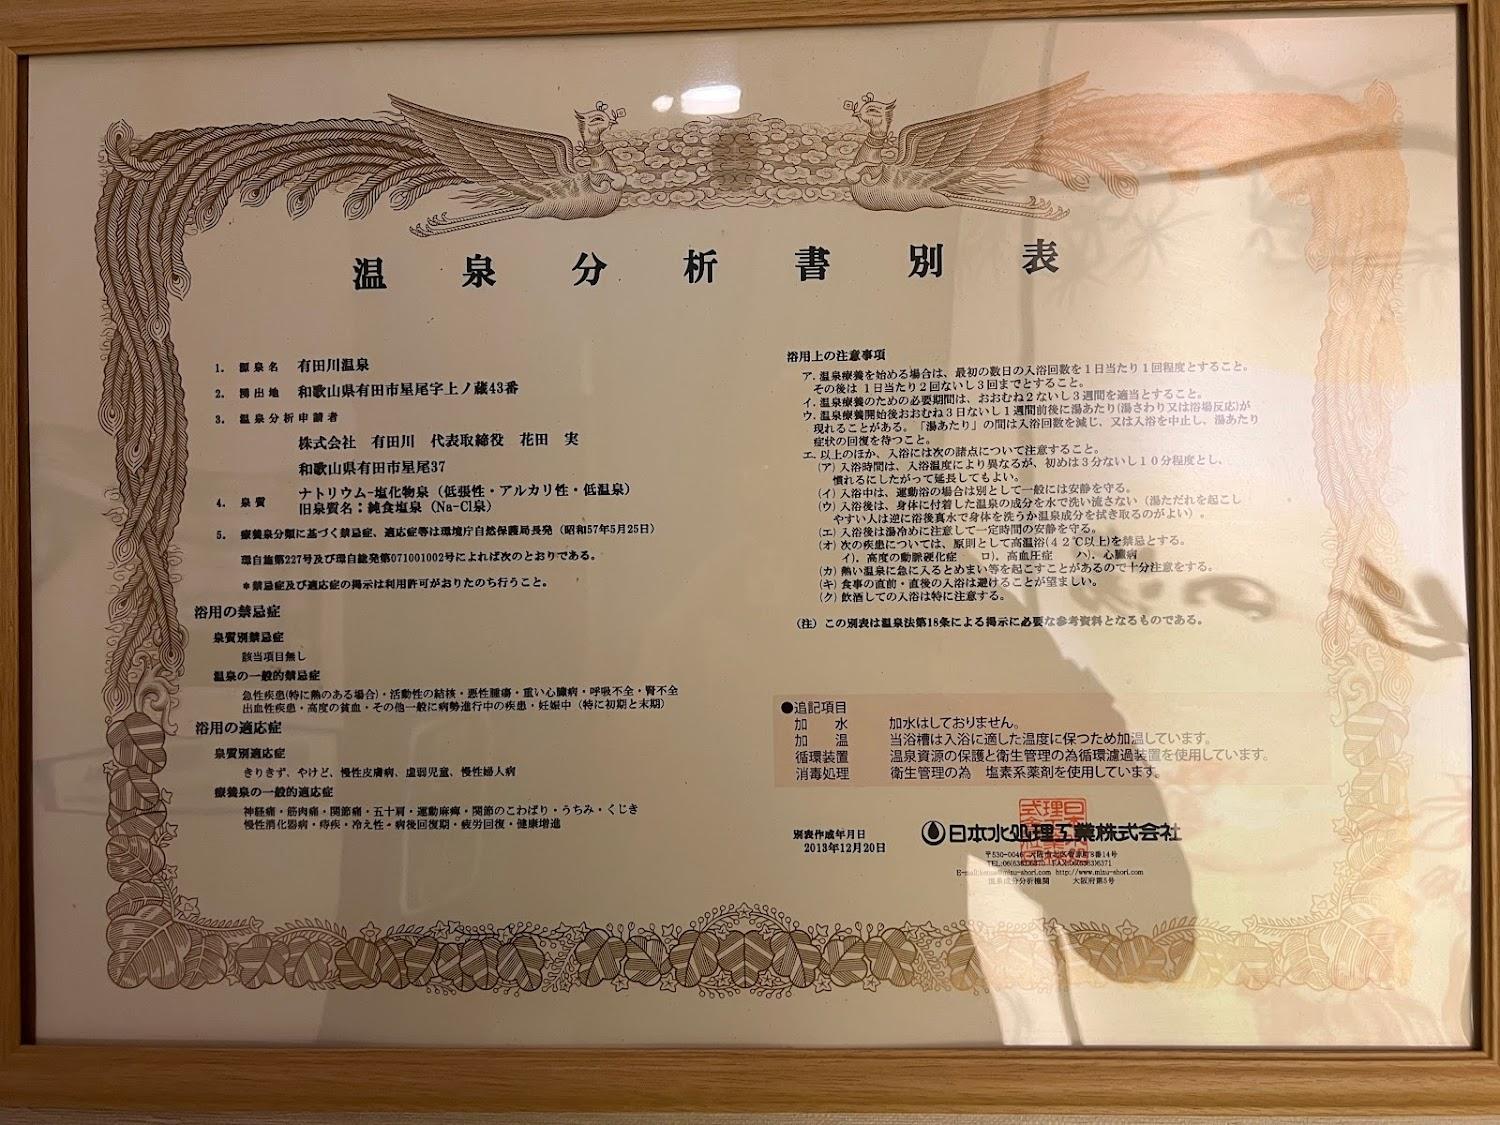 温泉分析書別表
1. 源泉名 有田川温泉
2. 湧出地 和歌山県有田市星尾字上ノ蔵43番
3. 温泉分析申請者
株式会社 有田川 代表取締役 花田 実
和歌山県有田市星尾37
4. 泉質 ナトリウム-塩化物泉（低張性・アルカリ性・低温泉）
旧泉質名：純食塩泉（Na-Cl泉）
5. 療養泉分類に基づく禁忌症、適応症等は環境庁自然保護局長発（昭和57年5月25日）
環自施第227号及び環自総発第071001002号によれば次のとおりである。
＊禁忌症及び適応症の掲示は利用許可がおりたのち行うこと。
浴用の禁忌症
泉質別禁忌症
該当項目無し
温泉の一般的禁忌症
急性疾患(特に熱のある場合)・活動性の結核・悪性腫瘍・重い心臓病・呼吸不全・腎不全
出血性疾患・高度の貧血・その他一般に病勢進行中の疾患・妊娠中（特に初期と末期）
浴用の適応症
泉質別適応症
きりきず、やけど、慢性皮膚病、虚弱児童、慢性婦人病
療養泉の一般的適応症
神経痛・筋肉痛・関節痛・五十肩・運動麻痺・関節のこわばり・うちみ・くじき
慢性消化器病・痔疾・冷え性・病後回復期・疲労回復・健康増進
浴用上の注意事項
ア. 温泉療養を始める場合は、最初の数日の入浴回数を１日当たり１回程度とすること。
その後は１日当たり２回ないし３回までとすること。
イ. 温泉療養のための必要期間は、おおむね２ないし３週間を適当とすること。
ウ. 温泉療養開始後おおむね３日ないし１週間前後に湯あたり(湯さわり又は浴場反応)が
現れることがある。「湯あたり」の間は入浴回数を減じ、又は入浴を中止し、湯あたり
症状の回復を待つこと。
エ. 以上のほか、入浴には次の諸点について注意すること。
(ア) 入浴時間は、入浴温度により異なるが、初めは３分ないし１０分程度とし、
慣れるにしたがって延長してもよい。
(イ) 入浴中は、運動浴の場合は別として一般には安静を守る。
(ウ) 入浴後は、身体に付着した温泉の成分を水で洗い流さない（湯ただれを起こし
やすい人は逆に浴後真水で身体を洗うか温泉成分を拭き取るのがよい）。
(エ) 入浴後は湯冷めに注意して一定時間の安静を守る。
(オ) 次の疾患については、原則として高温浴(４２℃以上)を禁忌とする。
イ). 高度の動脈硬化症 ロ). 高血圧症 ハ). 心臓病
(カ) 熱い温泉に急に入るとめまい等を起こすことがあるので十分注意をする。
(キ) 食事の直前・直後の入浴は避けることが望ましい。
(ク) 飲酒しての入浴は特に注意する。
（注）この別表は温泉法第18条による掲示に必要な参考資料となるものである。
●追記項目
加水 加水はしておりません。
加温 当浴槽は入浴に適した温度に保つため加温しています。
循環装置 温泉資源の保護と衛生管理の為循環濾過装置を使用しています。
消毒処理 衛生管理の為 塩素系薬剤を使用しています。
別表作成年月日
2013年12月20日
日本水処理工業株式会社
〒530-0046 大阪市北区菅原町8番14号
TEL:06(6363)6370 FAX:06(6363)6371
http://www.mizu-shori.com
温泉成分分析機関 大阪府第5号